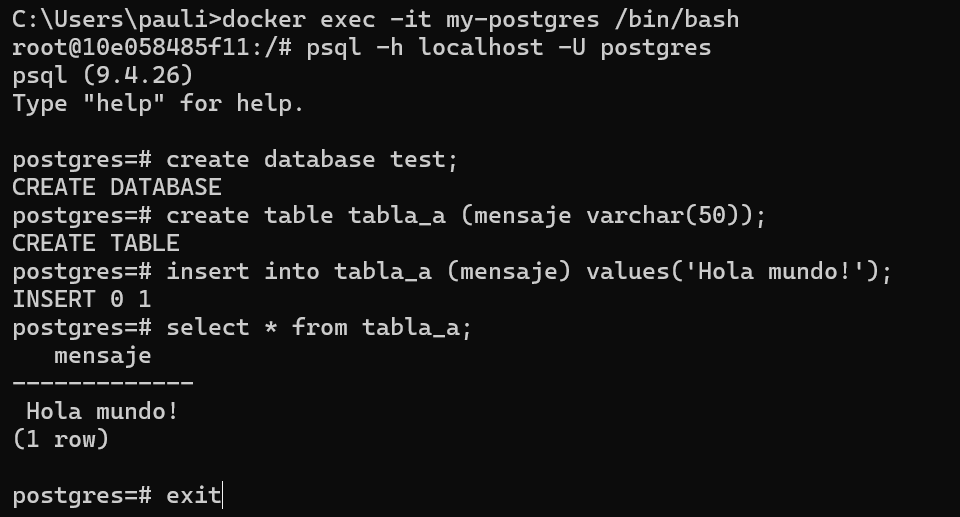 C:\Users\pauli>docker exec -it my-postgres /bin/bash
root@10e058485f11:/# psql -h localhost -U postgres
psql (9.4.26)
Type "help" for help.
postgres=# create database test;
CREATE DATABASE
postgres=# create table tabla_a (mensaje varchar(50));
CREATE TABLE
postgres=# insert into tabla_a (mensaje) values('Hola mundo!');
INSERT 0 1
postgres=# select * from tabla_a;
mensaje
-------------
Hola mundo!
(1 row)
postgres=# exit